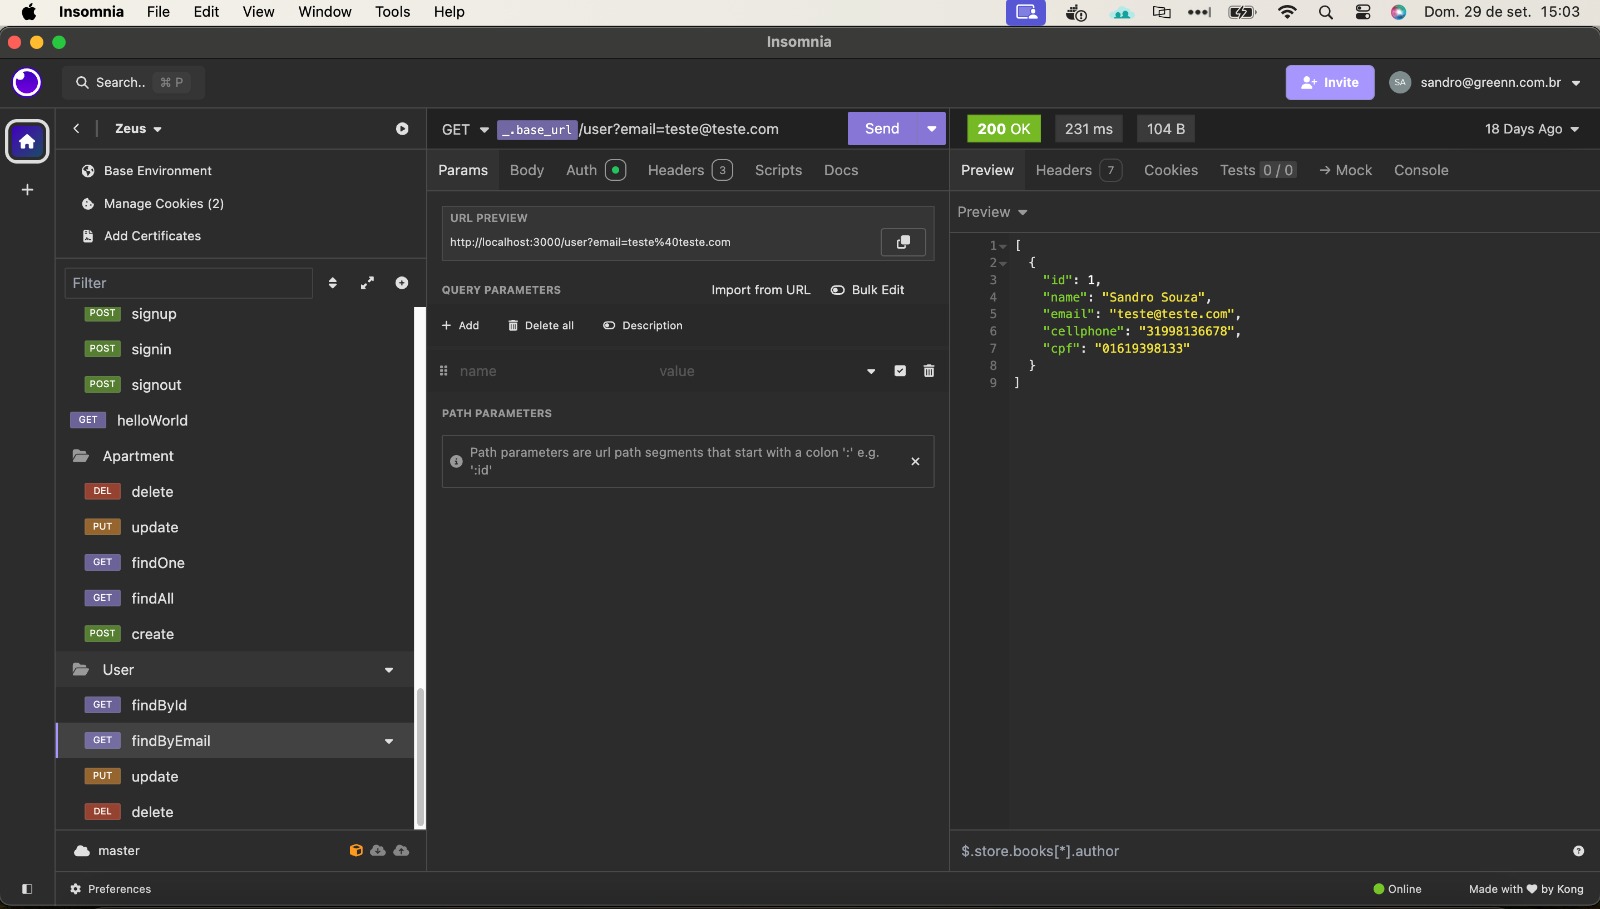 Insomnia File Edit View Window Tools Help Dom. 29 de set. 15:03
Insomnia
Search.. ⌘ P Invite SA sandro@greenn.com.br
Zeus
GET _.base_url/user?email=teste@teste.com Send
200 OK 231 ms 104 B 18 Days Ago
Base Environment
Manage Cookies (2)
Add Certificates
Filter
POST signup
POST signin
POST signout
GET helloWorld
Apartment
DEL delete
PUT update
GET findOne
GET findAll
POST create
User
GET findById
GET findByEmail
PUT update
DEL delete
master
Preferences
Params Body Auth Headers 3 Scripts Docs
URL PREVIEW
http://localhost:3000/user?email=teste%40teste.com
QUERY PARAMETERS Import from URL Bulk Edit
+ Add Delete all Description
name value
PATH PARAMETERS
Path parameters are url path segments that start with a colon ':' e.g.
':id'
Preview Headers 7 Cookies Tests 0 / 0 → Mock Console
Preview
1 [
2 {
3 "id": 1,
4 "name": "Sandro Souza",
5 "email": "teste@teste.com",
6 "cellphone": "31998136678",
7 "cpf": "01619398133"
8 }
9 ]
$.store.books[*].author
Online Made with ♥ by Kong